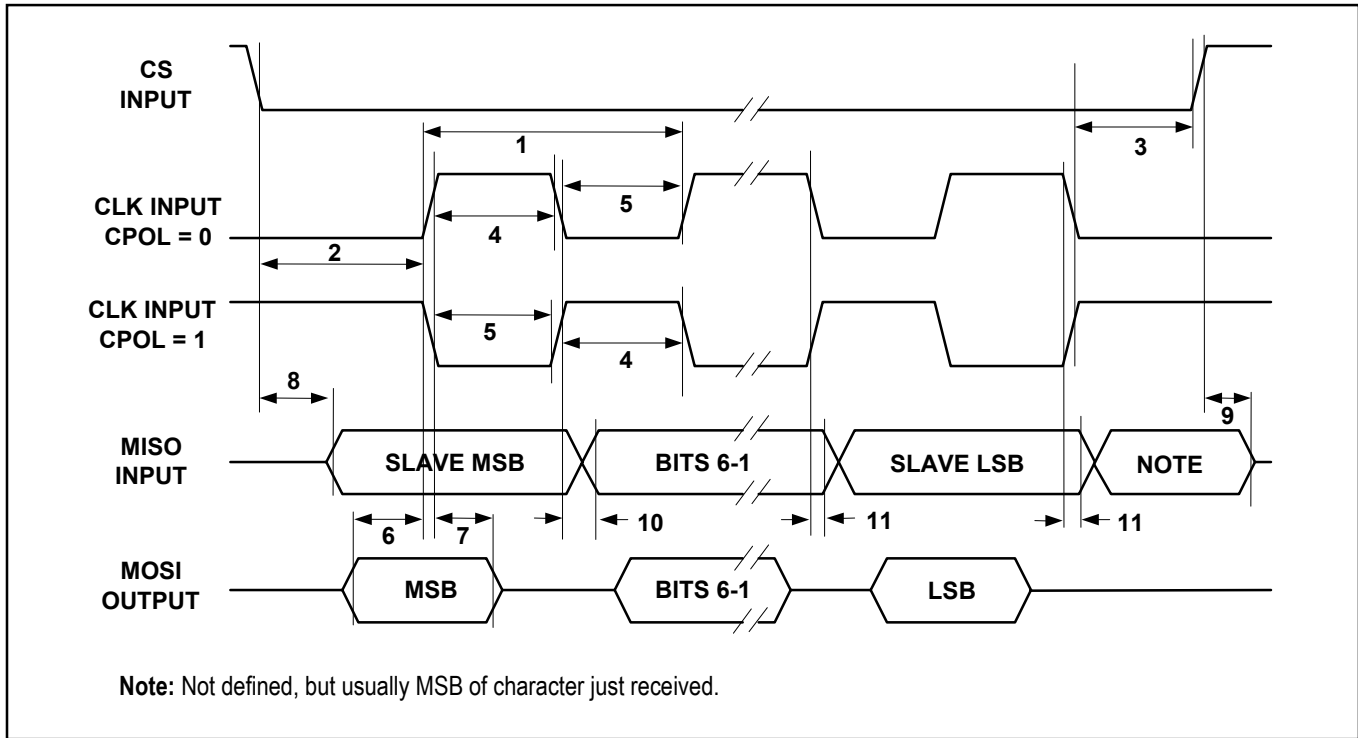 CS
INPUT
1
3
CLK INPUT
CPOL = 0
5
4
2
CLK INPUT
CPOL = 1
5
4
8
9
MISO
INPUT
SLAVE MSB
BITS 6-1
SLAVE LSB
NOTE
6
7
10
11
11
MOSI
OUTPUT
MSB
BITS 6-1
LSB
Note: Not defined, but usually MSB of character just received.